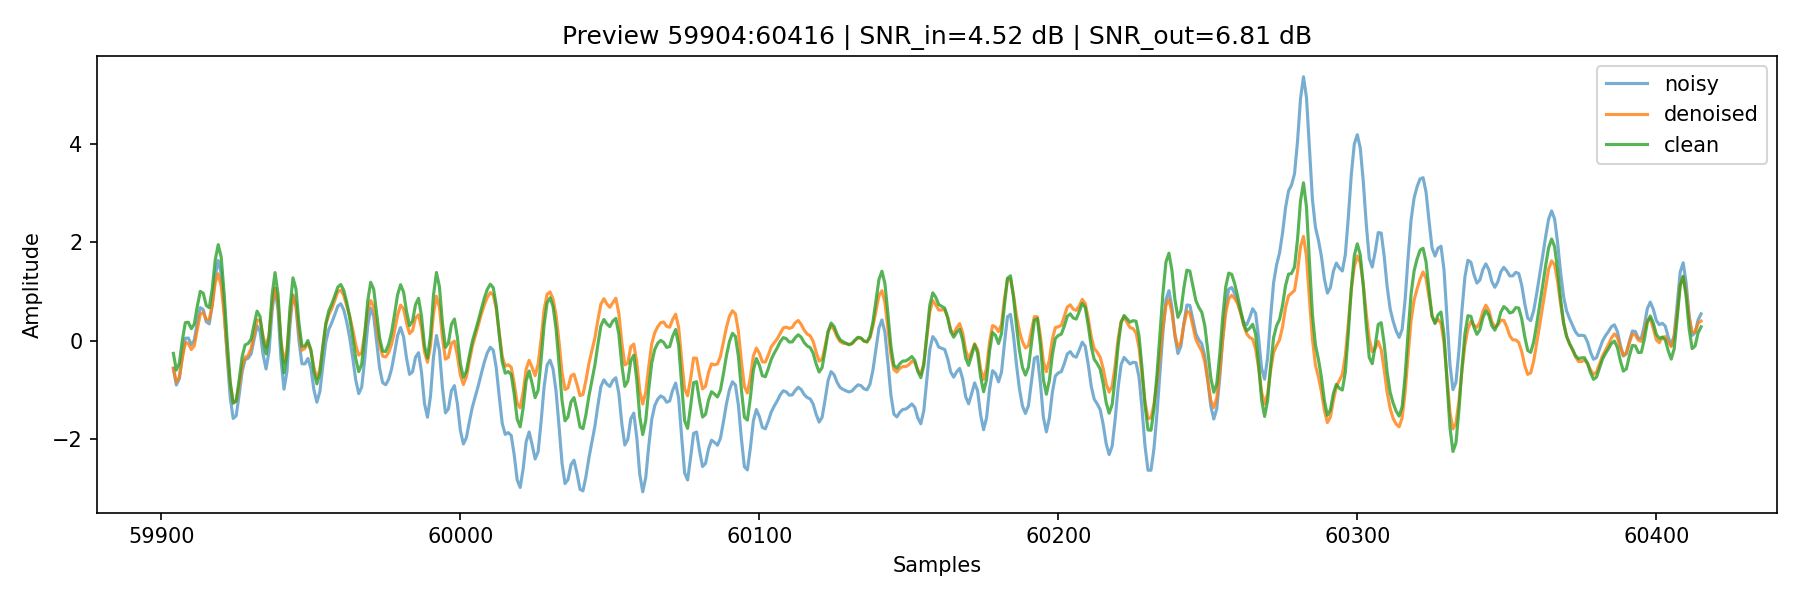 Preview 59904:60416 | SNR_in=4.52 dB | SNR_out=6.81 dB
noisy
denoised
clean
Amplitude
4
2
0
−2
59900 60000 60100 60200 60300 60400
Samples